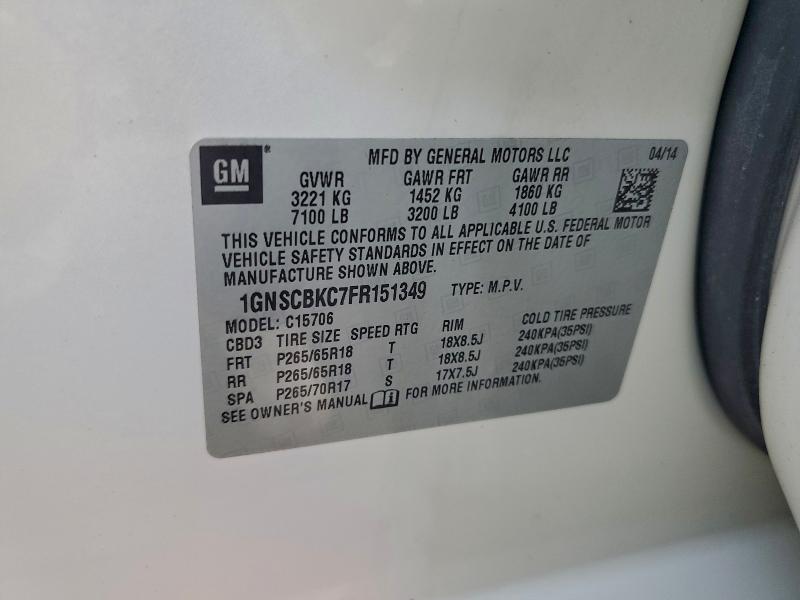 GM ® MFD BY GENERAL MOTORS LLC 04/14
GVWR GAWR FRT GAWR RR
3221 KG 1452 KG 1860 KG
7100 LB 3200 LB 4100 LB
THIS VEHICLE CONFORMS TO ALL APPLICABLE U.S. FEDERAL MOTOR
VEHICLE SAFETY STANDARDS IN EFFECT ON THE DATE OF
MANUFACTURE SHOWN ABOVE.
1GNSCBKC7FR151349 TYPE: M.P.V.
MODEL: C15706
CBD3 TIRE SIZE SPEED RTG RIM COLD TIRE PRESSURE
FRT P265/65R18 T 18X8.5J 240KPA(35PSI)
RR P265/65R18 T 18X8.5J 240KPA(35PSI)
SPA P265/70R17 S 17X7.5J 240KPA(35PSI)
SEE OWNER'S MANUAL FOR MORE INFORMATION.